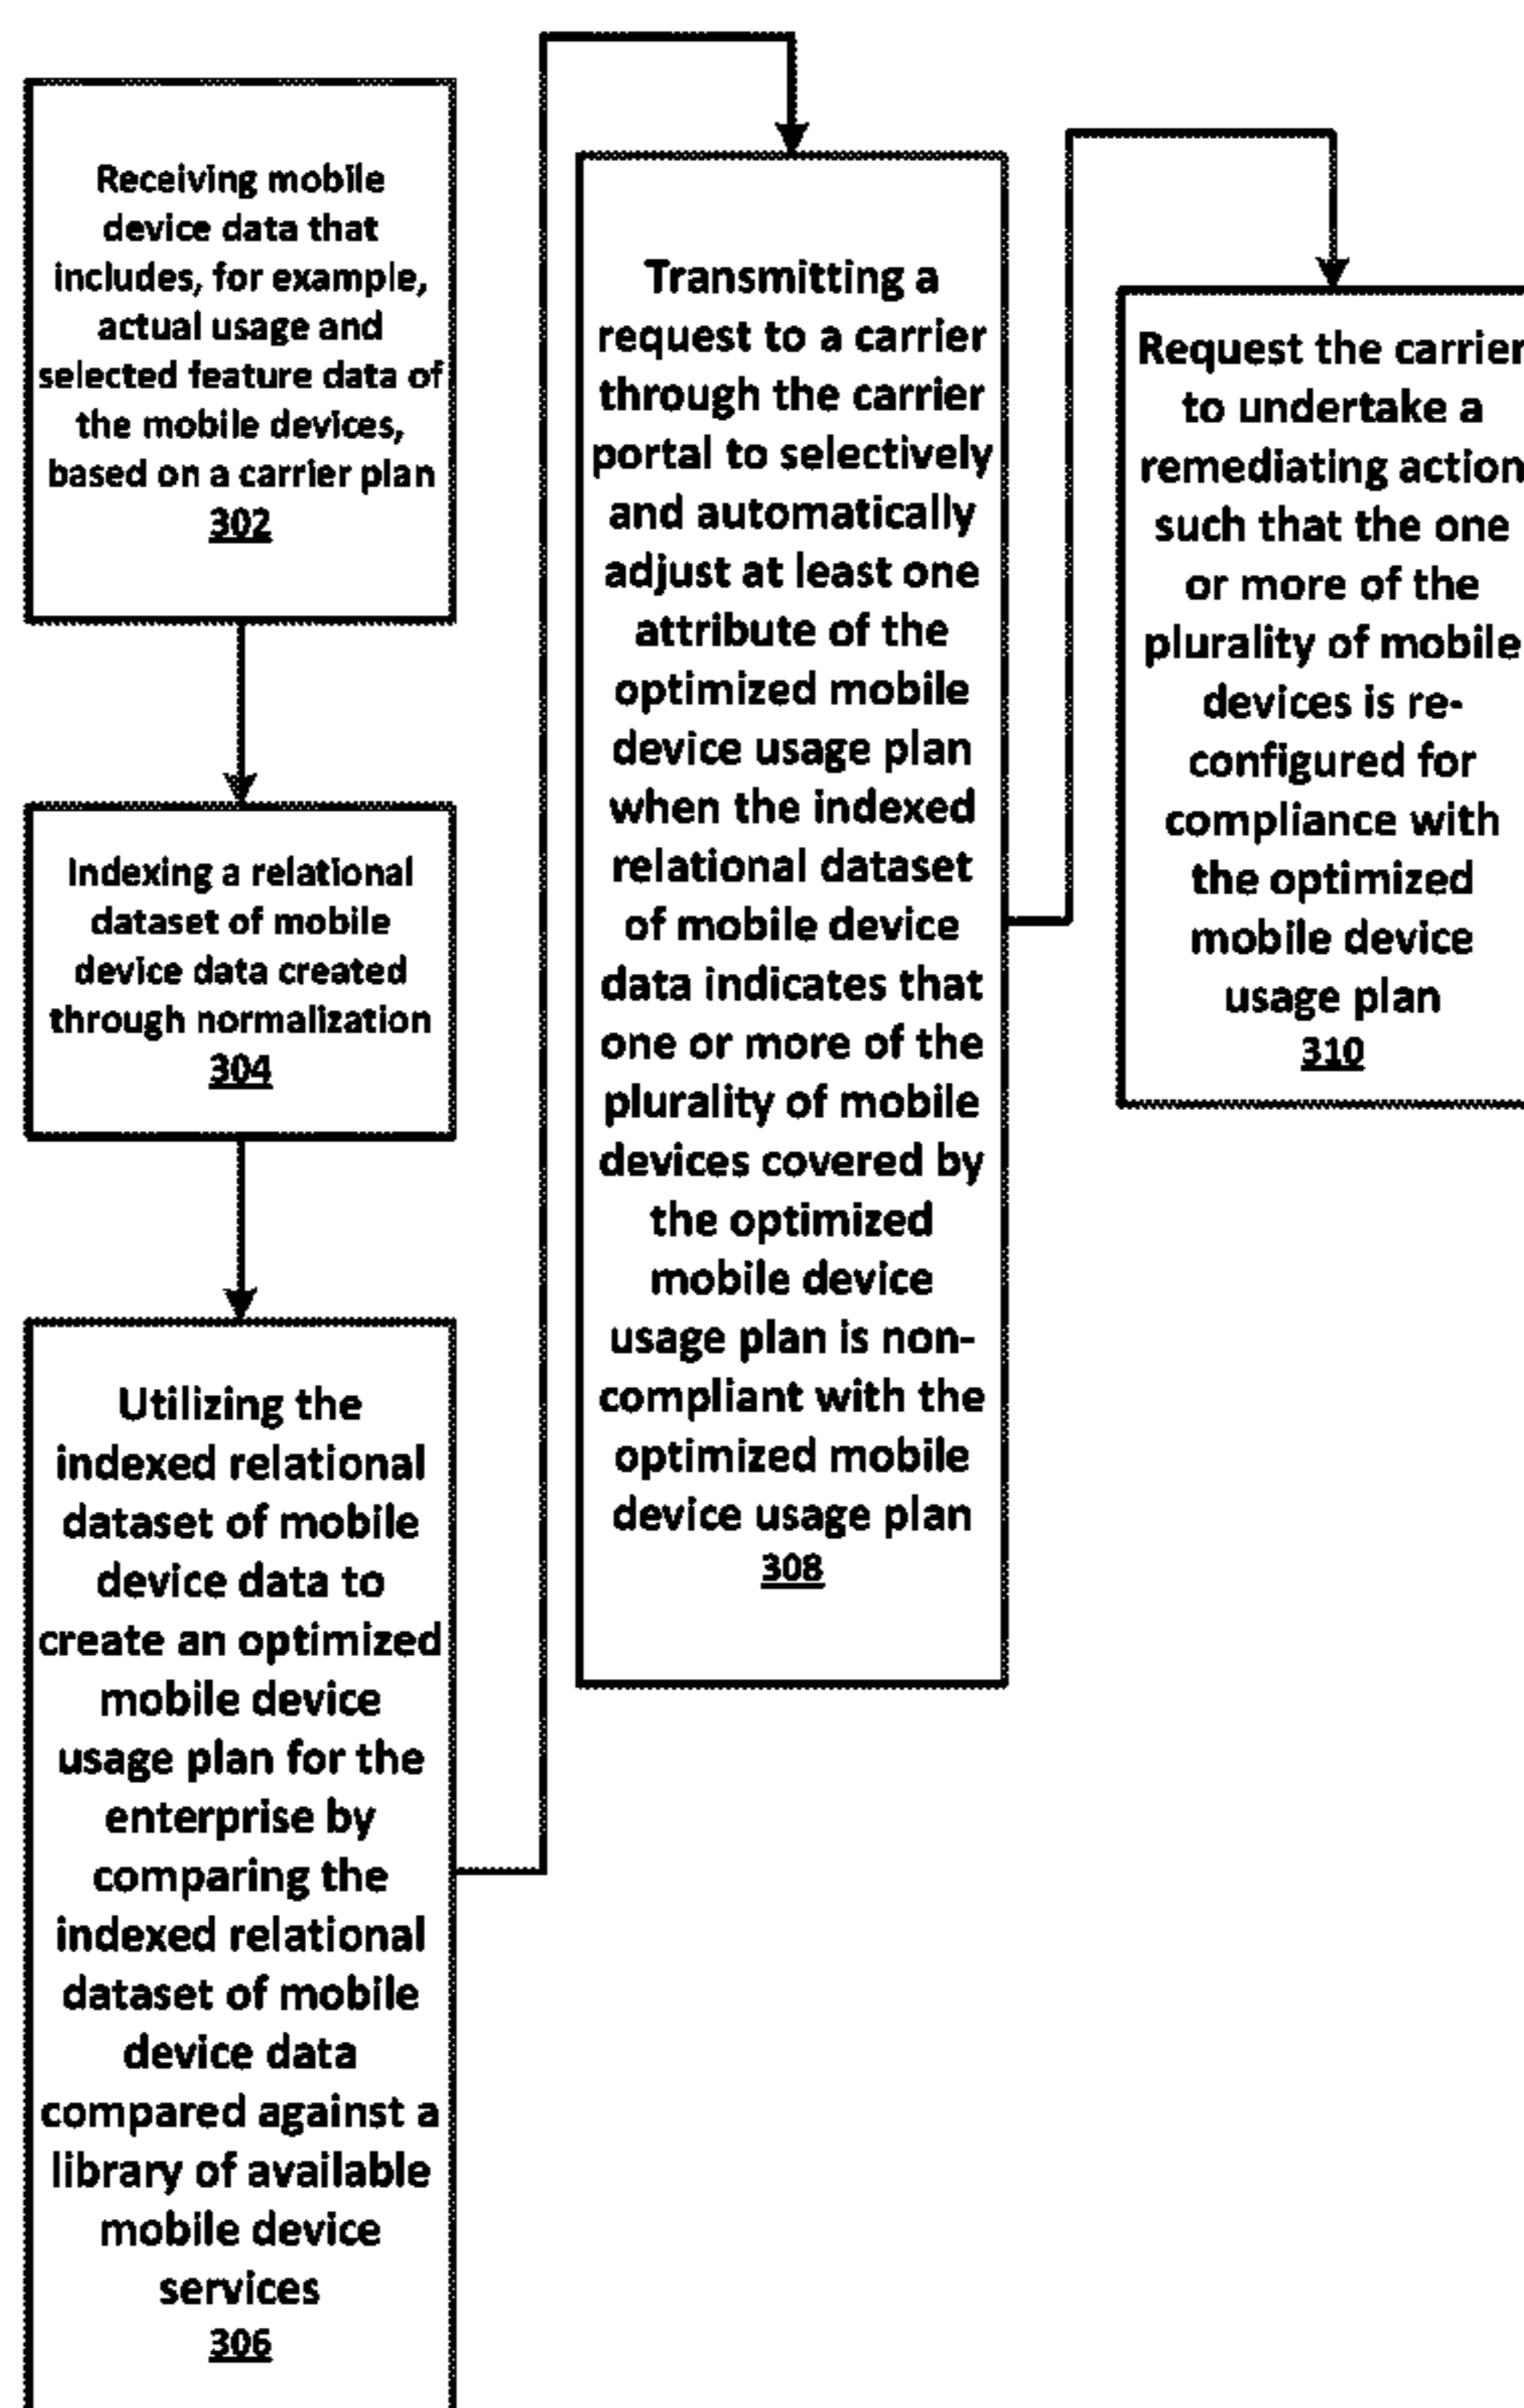 Receiving mobile
device data that
includes, for example,
actual usage and
selected feature data of
the mobile devices,
based on a carrier plan
302
Indexing a relational
dataset of mobile
device data created
through normalization
304
Utilizing the
indexed relational
dataset of mobile
device data to
create an optimized
mobile device
usage plan for the
enterprise by
comparing the
indexed relational
dataset of mobile
device data
compared against a
library of available
mobile device
services
306
Transmitting a
request to a carrier
through the carrier
portal to selectively
and automatically
adjust at least one
attribute of the
optimized mobile
device usage plan
when the indexed
relational dataset
of mobile device
data indicates that
one or more of the
plurality of mobile
devices covered by
the optimized
mobile device
usage plan is non-
compliant with the
optimized mobile
device usage plan
308
Request the carrier
to undertake a
remediating action
such that the one
or more of the
plurality of mobile
devices is re-
configured for
compliance with
the optimized
mobile device
usage plan
310